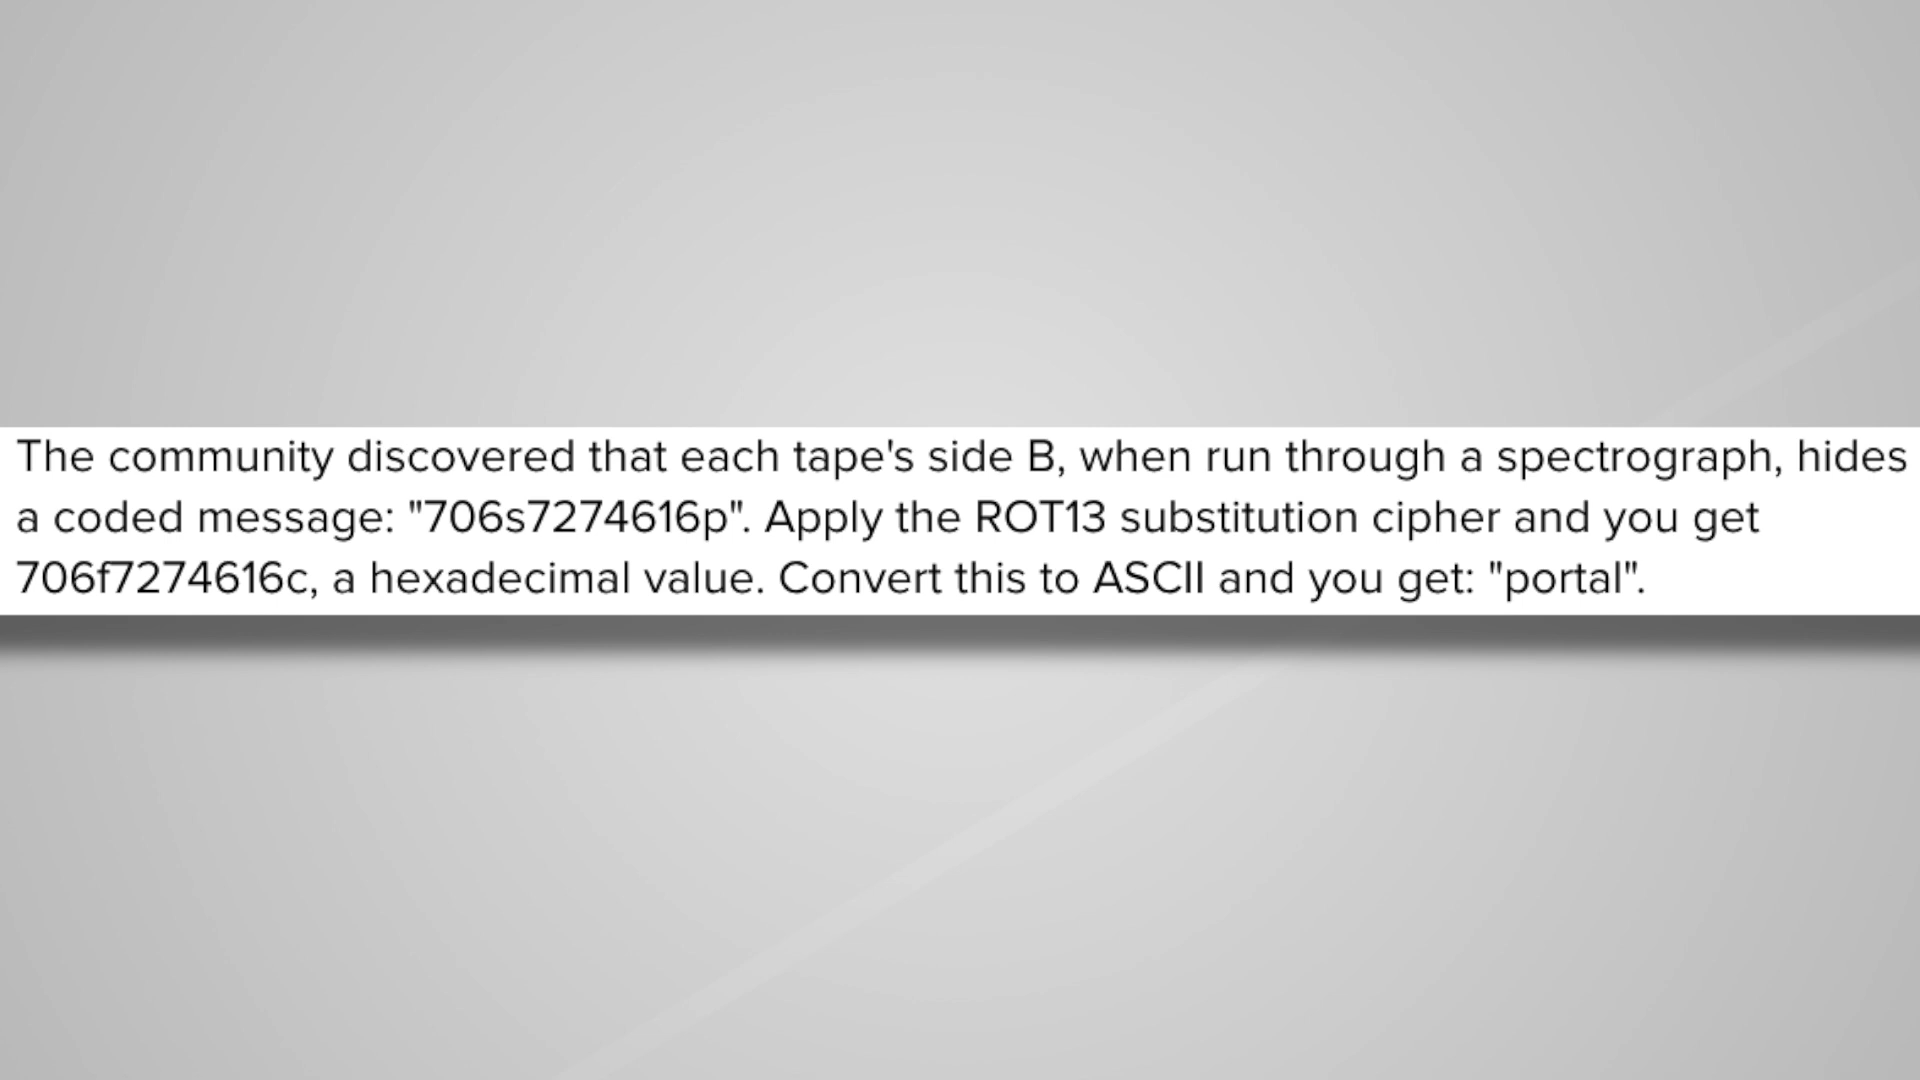 The community discovered that each tape's side B, when run through a spectrograph, hides
a coded message: "706s7274616p". Apply the ROT13 substitution cipher and you get
706f7274616c, a hexadecimal value. Convert this to ASCII and you get: "portal".